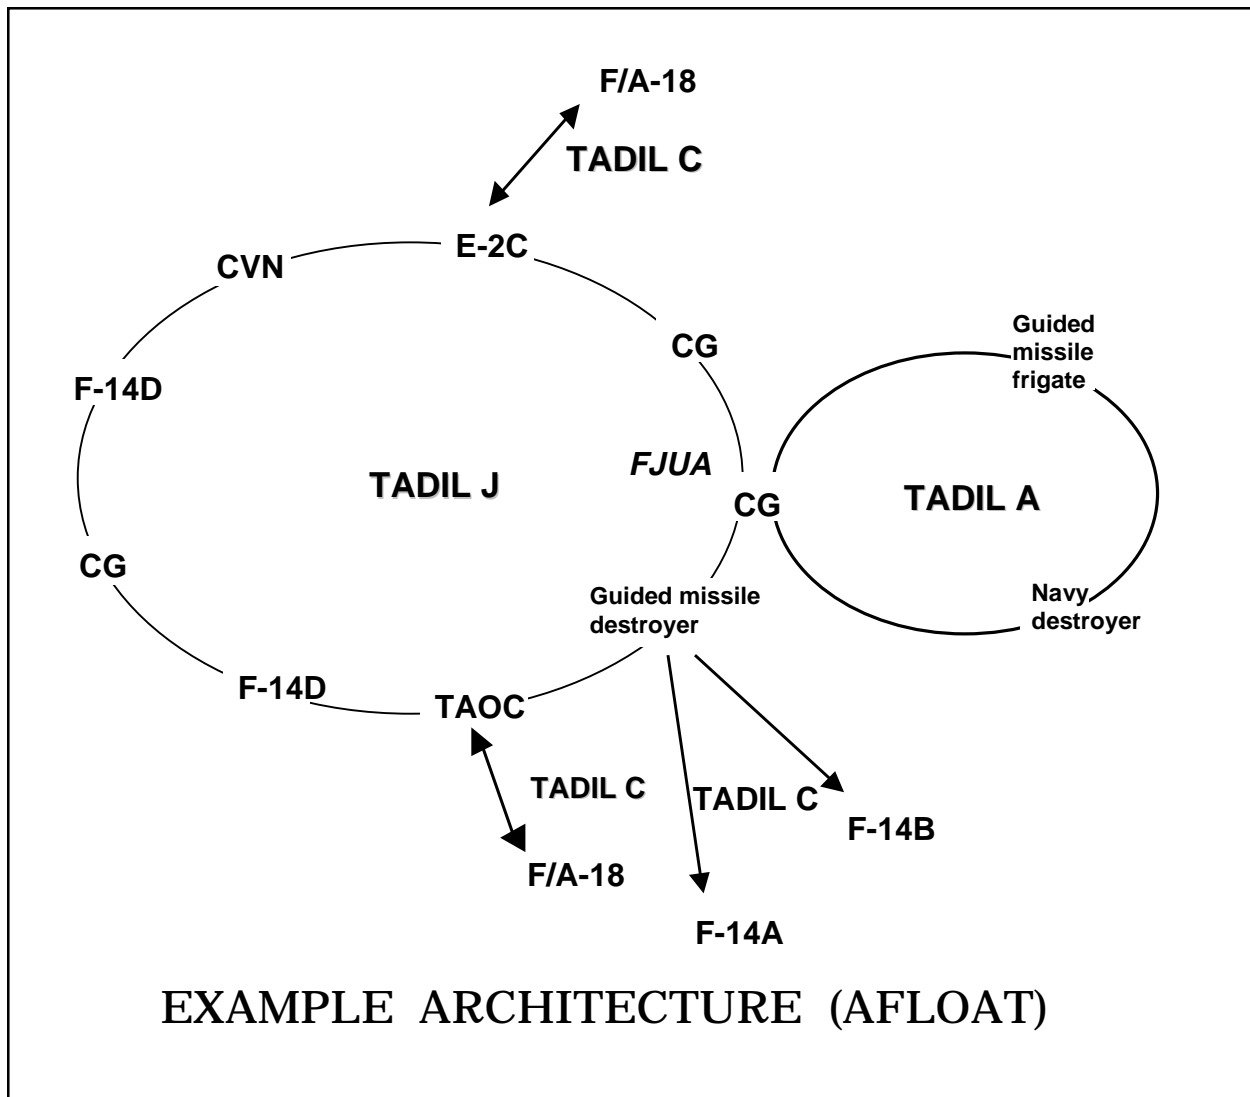 F/A-18
TADIL C
E-2C
CVN
CG
Guided
missile
frigate
F-14D
FJUA
TADIL J
CG
TADIL A
CG
Guided missile
destroyer
Navy
destroyer
F-14D
TAOC
TADIL C
TADIL C
F-14B
F/A-18
F-14A
EXAMPLE ARCHITECTURE (AFLOAT)